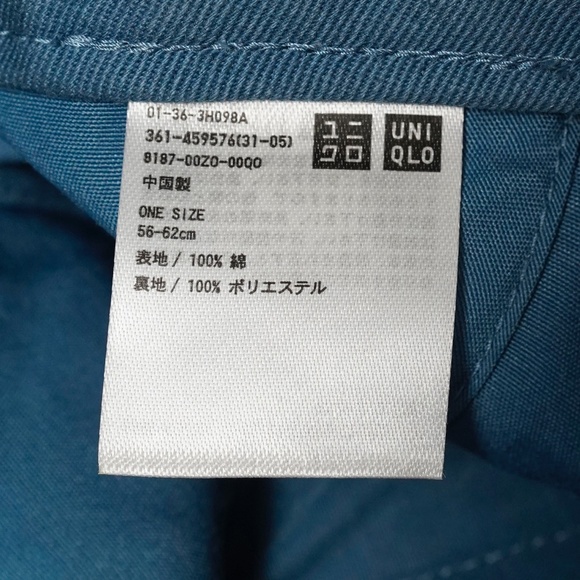 01-36-3H098A
361-459576(31-05)
8187-00Z0-00Q0
中国製
ONE SIZE
56-62cm
表地 / 100% 綿
裏地 / 100% ポリエステル
ユニ
クロ
UNI
QLO